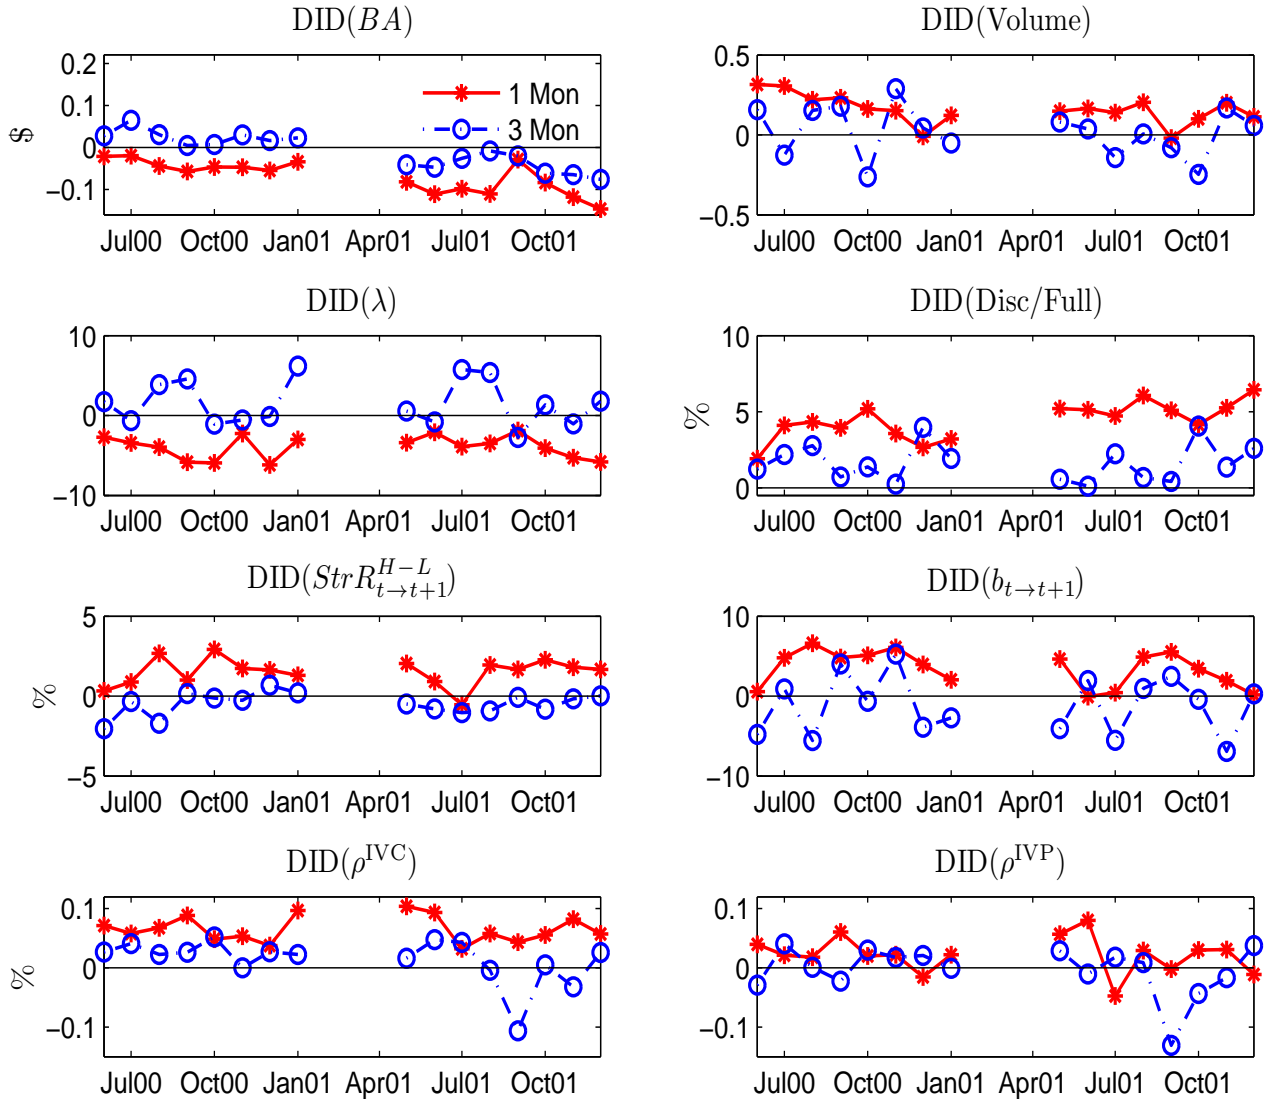 DID(BA)
DID(Volume)
0.2
0.1
0
−0.1
$
1 Mon
3 Mon
Jul00 Oct00 Jan01 Apr01 Jul01 Oct01
0.5
0
−0.5
Jul00 Oct00 Jan01 Apr01 Jul01 Oct01
DID(λ)
DID(Disc/Full)
10
0
−10
Jul00 Oct00 Jan01 Apr01 Jul01 Oct01
10
5
0
%
Jul00 Oct00 Jan01 Apr01 Jul01 Oct01
DID(StrR^{H−L}_{t→t+1})
DID(b_{t→t+1})
5
0
−5
%
Jul00 Oct00 Jan01 Apr01 Jul01 Oct01
10
0
−10
Jul00 Oct00 Jan01 Apr01 Jul01 Oct01
DID(ρ^{IVC})
DID(ρ^{IVP})
0.1
0
−0.1
%
Jul00 Oct00 Jan01 Apr01 Jul01 Oct01
0.1
0
−0.1
Jul00 Oct00 Jan01 Apr01 Jul01 Oct01